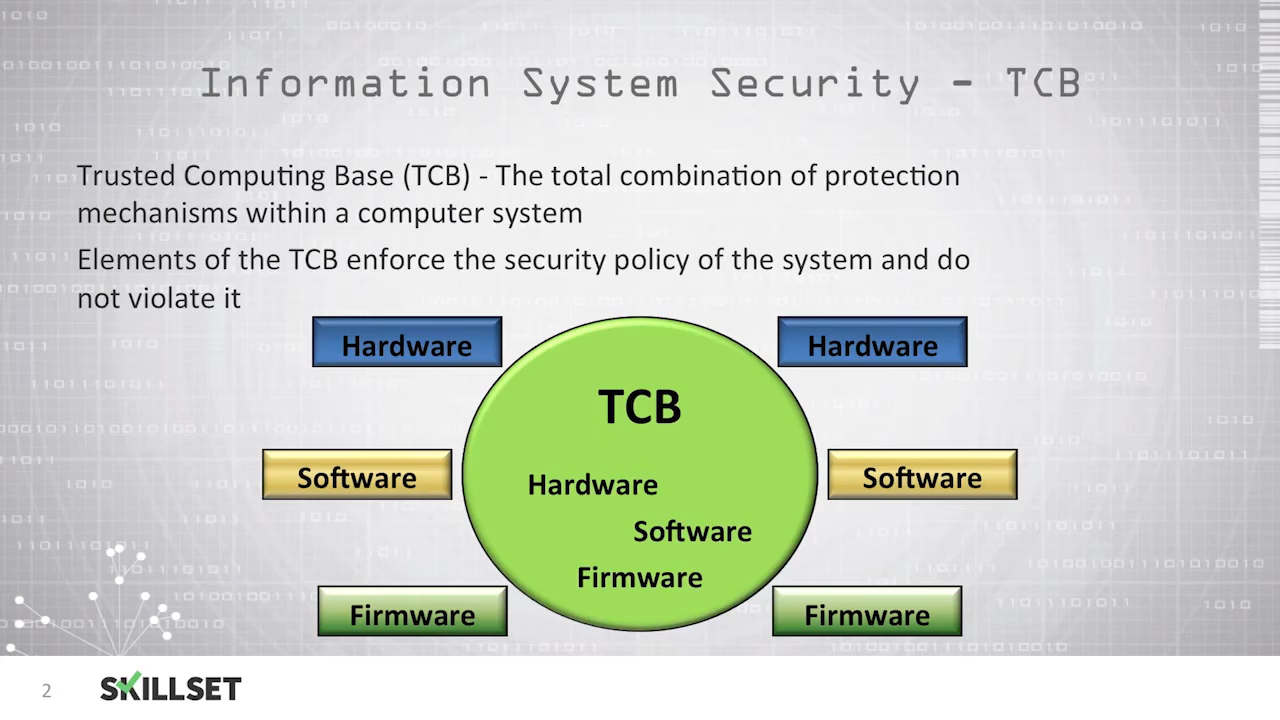 Information System Security - TCB
Trusted Computing Base (TCB) - The total combination of protection
mechanisms within a computer system
Elements of the TCB enforce the security policy of the system and do
not violate it
Hardware
Hardware
TCB
Software
Hardware
Software
Software
Firmware
Firmware
Firmware
2
SKILLSET